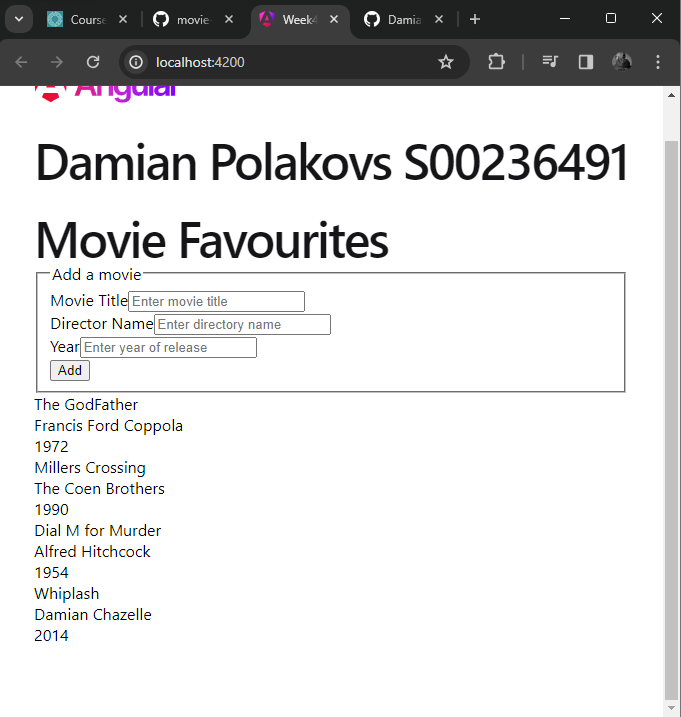 Course
movie-
Week4
Damia
localhost:4200
Angular
Damian Polakovs S00236491
Movie Favourites
Add a movie
Movie Title Enter movie title
Director Name Enter directory name
Year Enter year of release
Add
The GodFather
Francis Ford Coppola
1972
Millers Crossing
The Coen Brothers
1990
Dial M for Murder
Alfred Hitchcock
1954
Whiplash
Damian Chazelle
2014